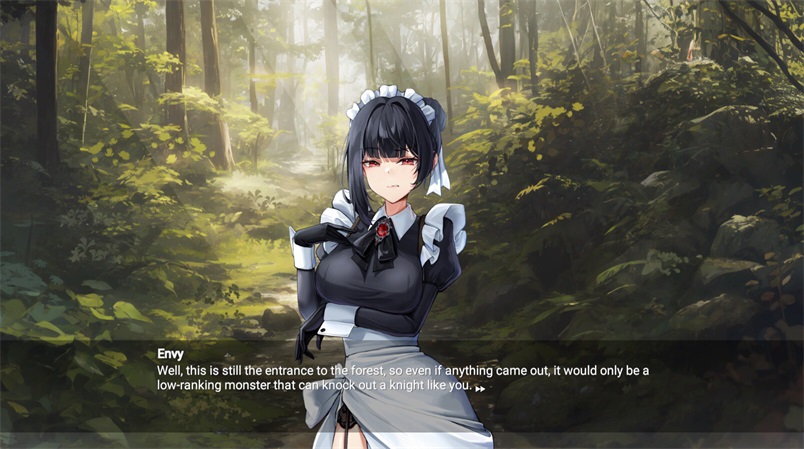 Envy
Well, this is still the entrance to the forest, so even if anything came out, it would only be a
low-ranking monster that can knock out a knight like you.